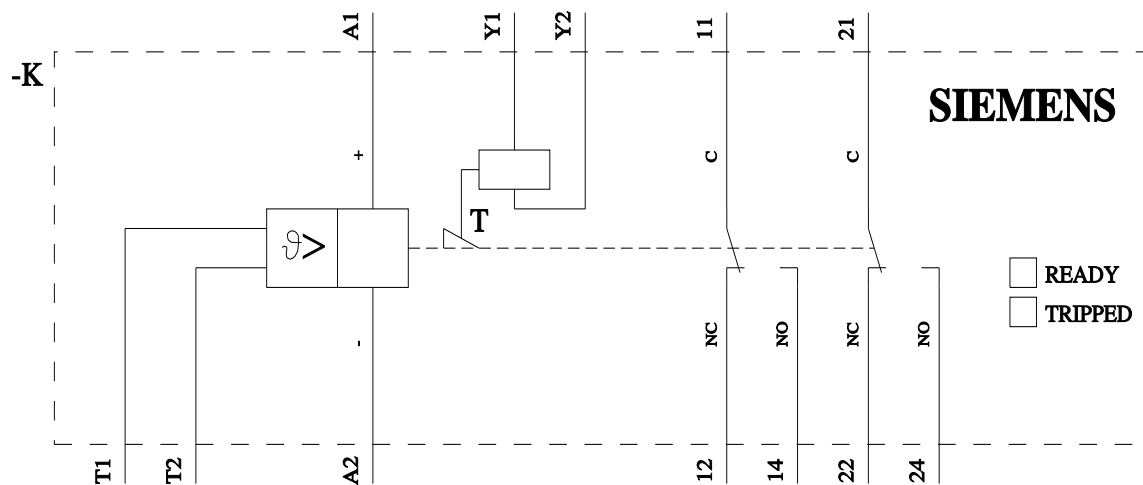 A1
Y1
Y2
11
21
-K
SIEMENS
+
C
C
T
ϑ>
READY
TRIPPED
-
NC
NO
NC
NO
T1
T2
A2
12
14
22
24